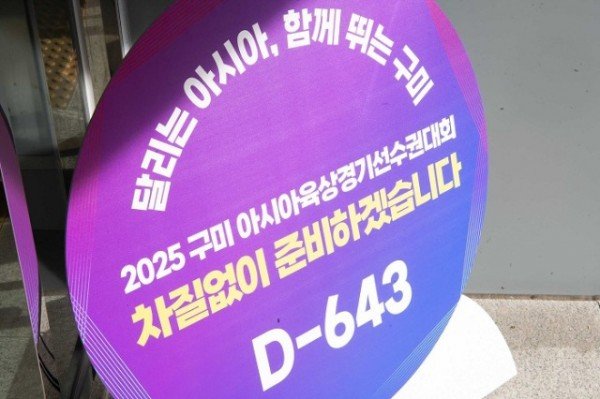 달리는 아시아, 함께 뛰는 구미
2025 구미 아시아육상경기선수권대회
차질없이 준비하겠습니다
D-643